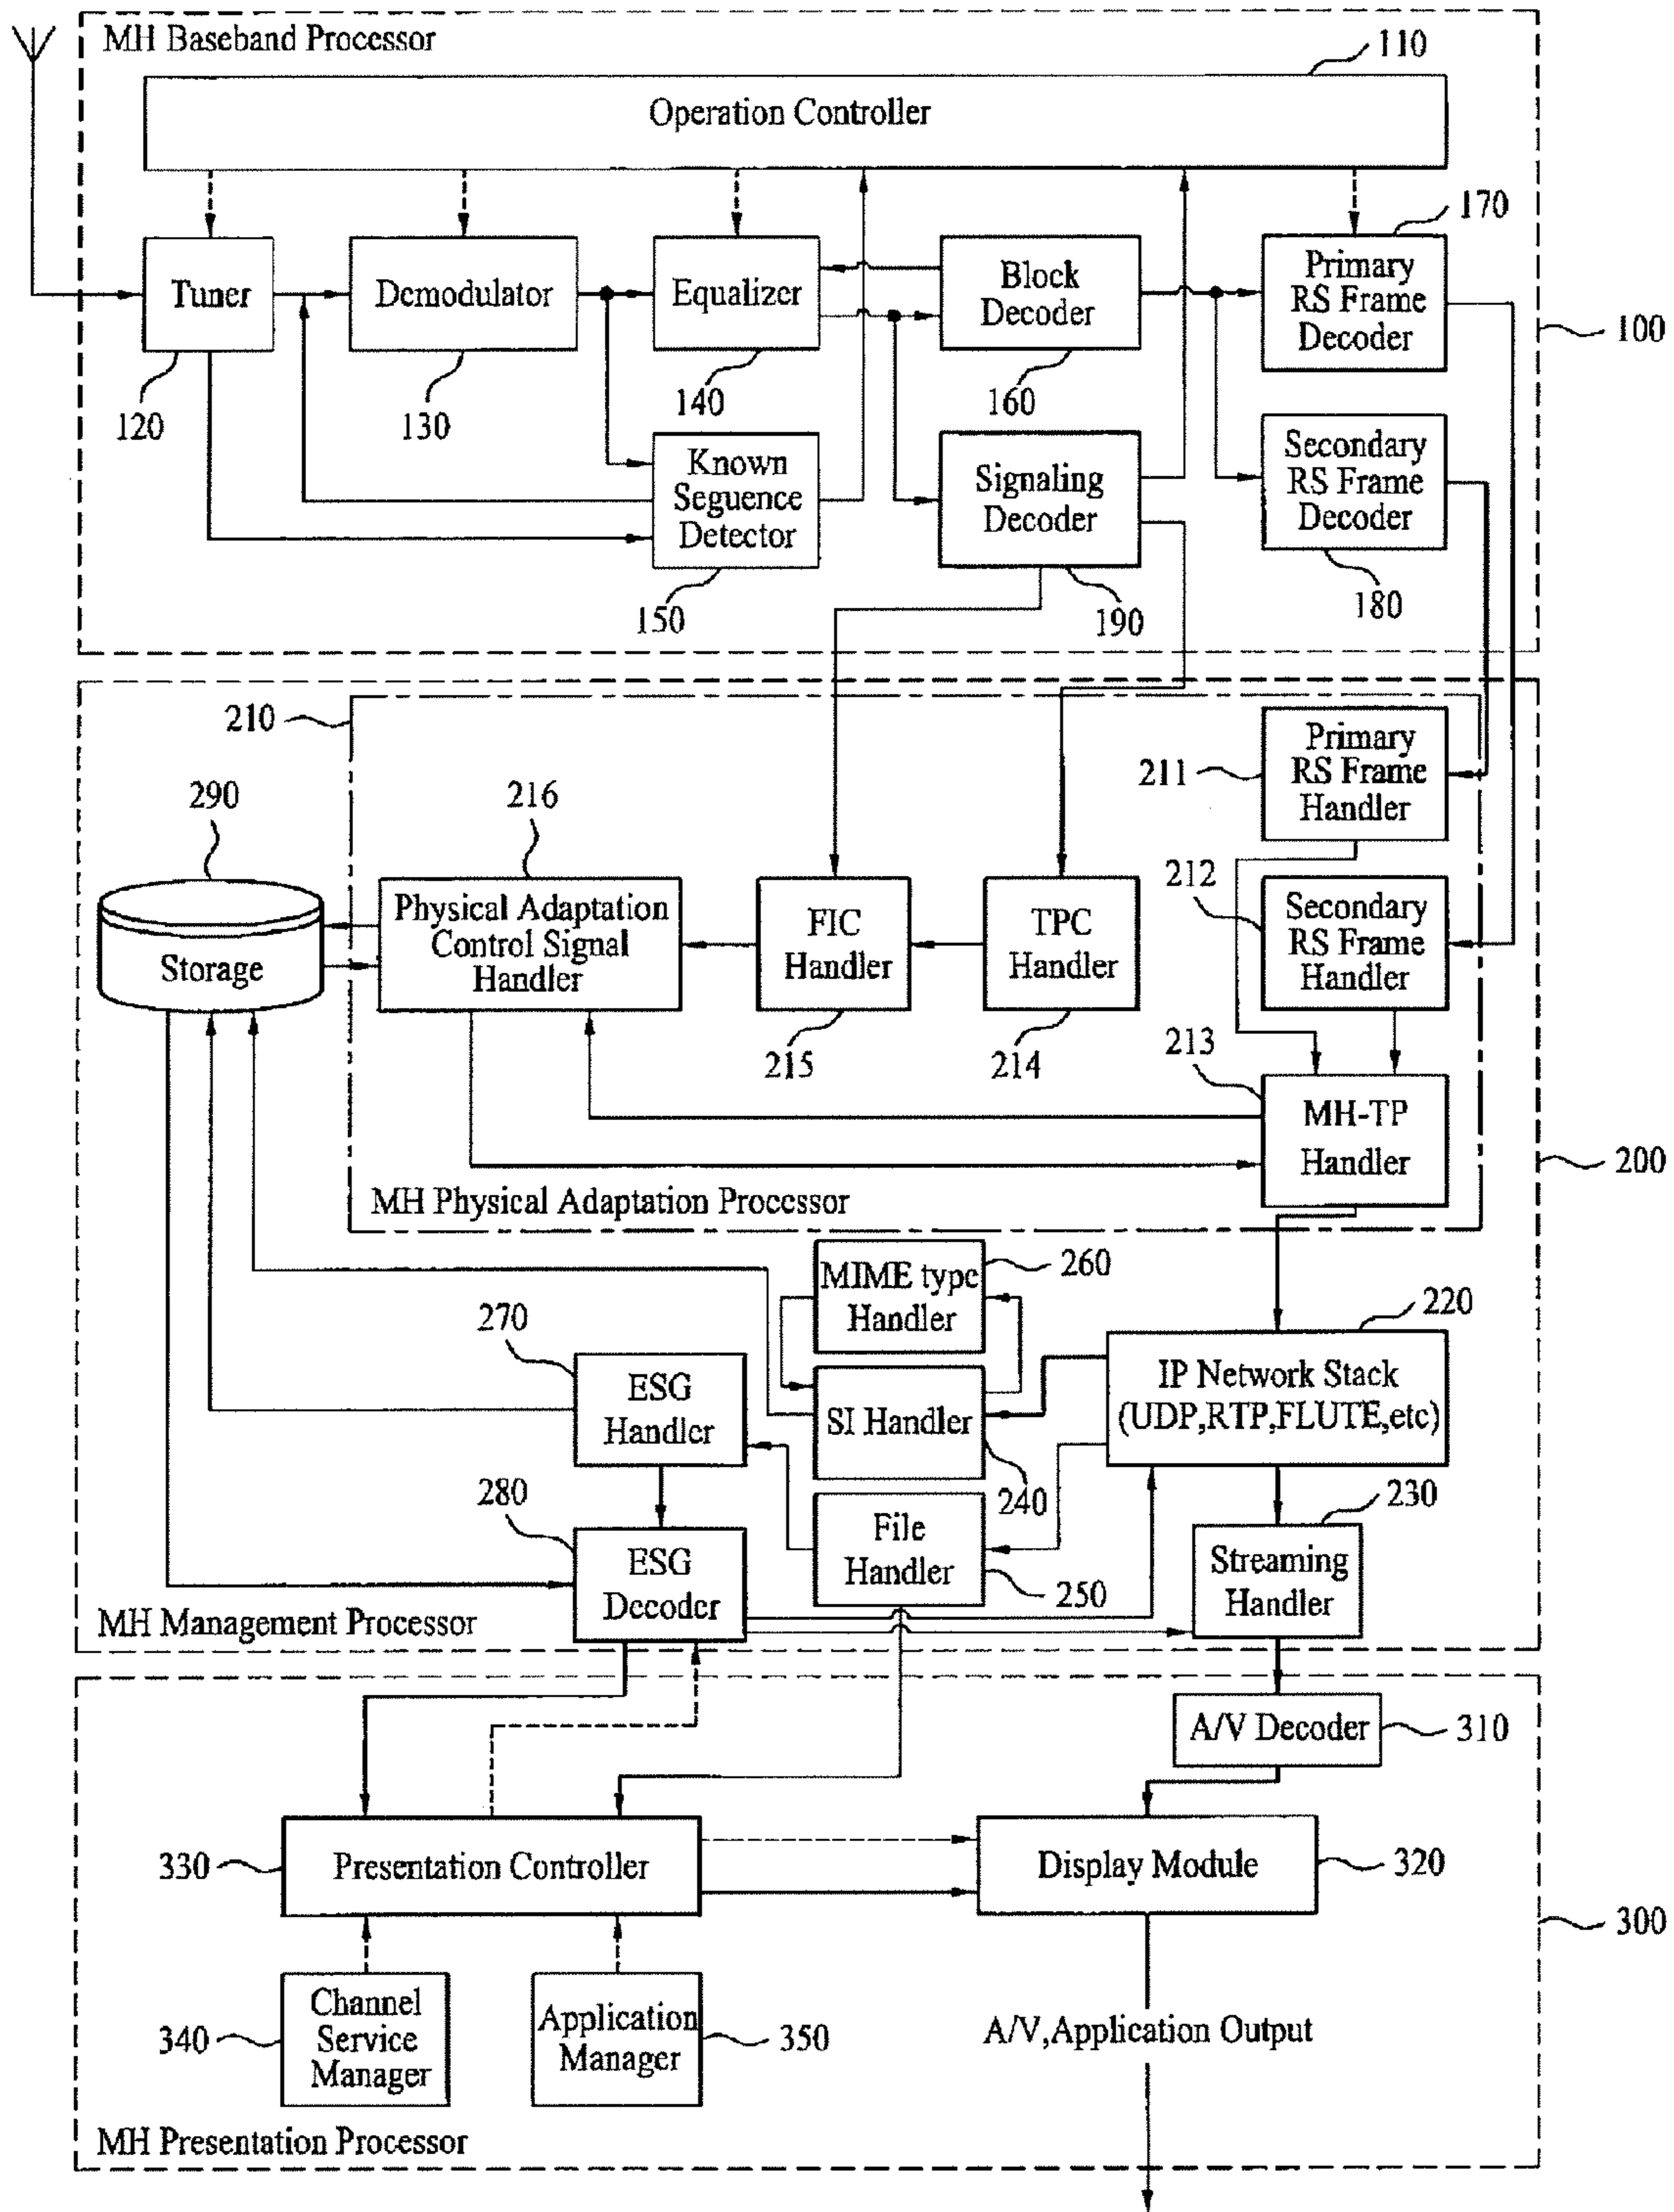 MH Baseband Processor
110
Operation Controller
170
Tuner
Demodulator
Equalizer
Block
Decoder
Primary
RS Frame
Decoder
100
120
130
140
160
Known
Seguence
Detector
Signaling
Decoder
Secondary
RS Frame
Decoder
150
190
180
210
Primary
RS Frame
Handler
211
290
216
212
Storage
Physical Adaptation
Control Signal
Handler
FIC
Handler
TPC
Handler
Secondary
RS Frame
Handler
215
214
213
MH-TP
Handler
200
MH Physical Adaptation Processor
MIME type
Handler
260
270
220
ESG
Handler
SI Handler
IP Network Stack
(UDP,RTP,FLUTE,etc)
280
240
230
ESG
Decoder
File
Handler
250
Streaming
Handler
MH Management Processor
A/V Decoder
310
330
Presentation Controller
Display Module
320
300
340
Channel
Service
Manager
Application
Manager
350
A/V,Application Output
MH Presentation Processor